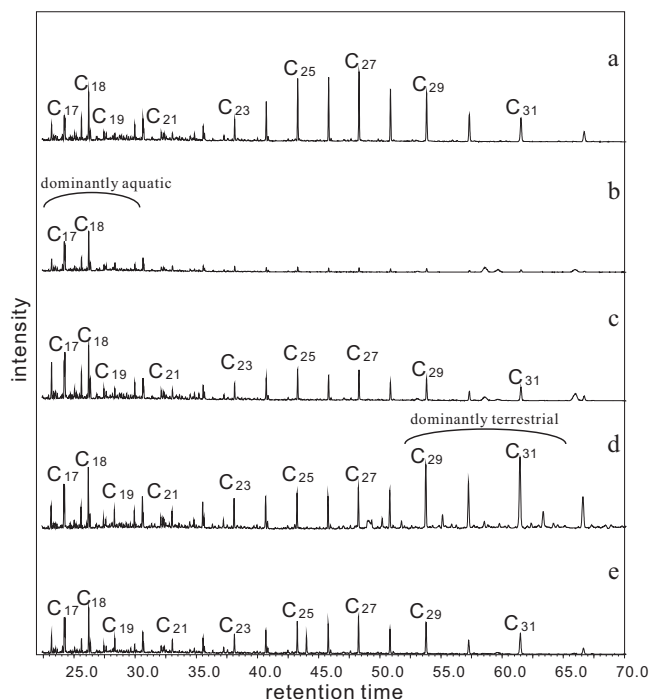 a
C18
C17
C19
C21
C23
C25
C27
C29
C31
b
dominantly aquatic
C18
C17
c
C18
C17
C19
C21
C23
C25
C27
C29
C31
dominantly terrestrial
d
C18
C17
C19
C21
C23
C25
C27
C29
C31
e
C18
C17
C19
C21
C23
C25
C27
C29
C31
intensity
25.0 30.0 35.0 40.0 45.0 50.0 55.0 60.0 65.0 70.0
retention time